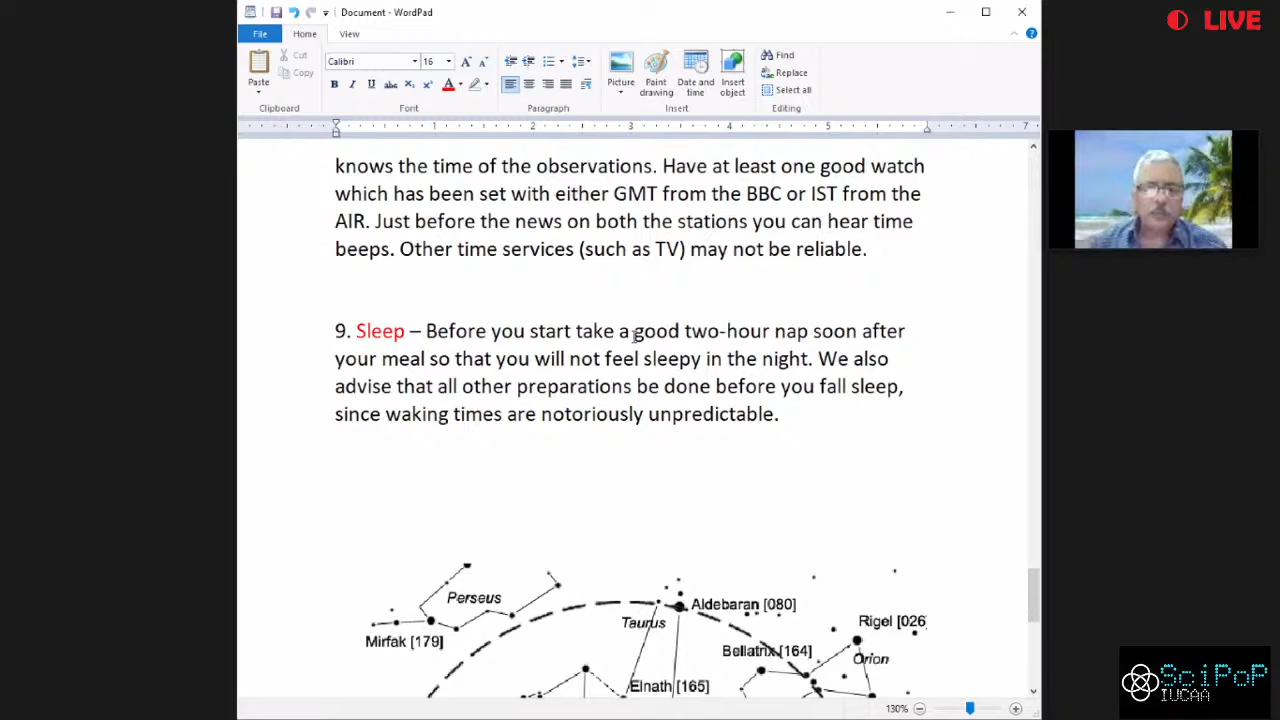 Document - WordPad
LIVE
File Home View
Paste
Cut
Copy
Clipboard
Calibri 16
Font
Paragraph
Picture
Paint drawing
Date and time
Insert object
Insert
Find
Replace
Select all
Editing
1 2 3 4 5 7
knows the time of the observations. Have at least one good watch
which has been set with either GMT from the BBC or IST from the
AIR. Just before the news on both the stations you can hear time
beeps. Other time services (such as TV) may not be reliable.
9. Sleep – Before you start take a good two-hour nap soon after
your meal so that you will not feel sleepy in the night. We also
advise that all other preparations be done before you fall sleep,
since waking times are notoriously unpredictable.
Perseus
Mirfak [179]
Aldebaran [080]
Taurus
Rigel [026
Bellatrix [164]
Orion
Elnath [165]
130%
SciPoP
IUCAA